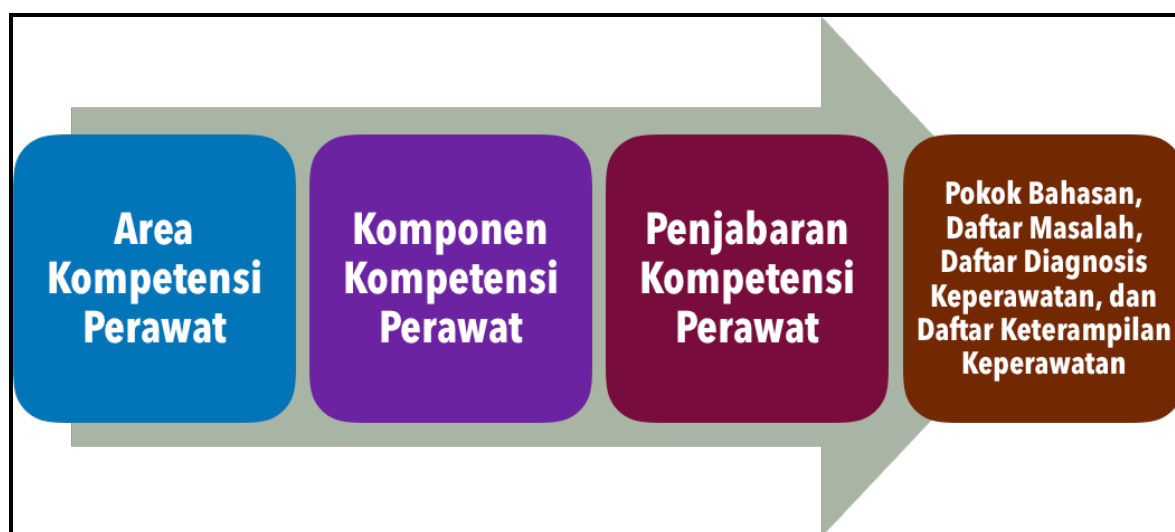 Area
Kompetensi
Perawat
Komponen
Kompetensi
Perawat
Penjabaran
Kompetensi
Perawat
Pokok Bahasan,
Daftar Masalah,
Daftar Diagnosis
Keperawatan, dan
Daftar Keterampilan
Keperawatan